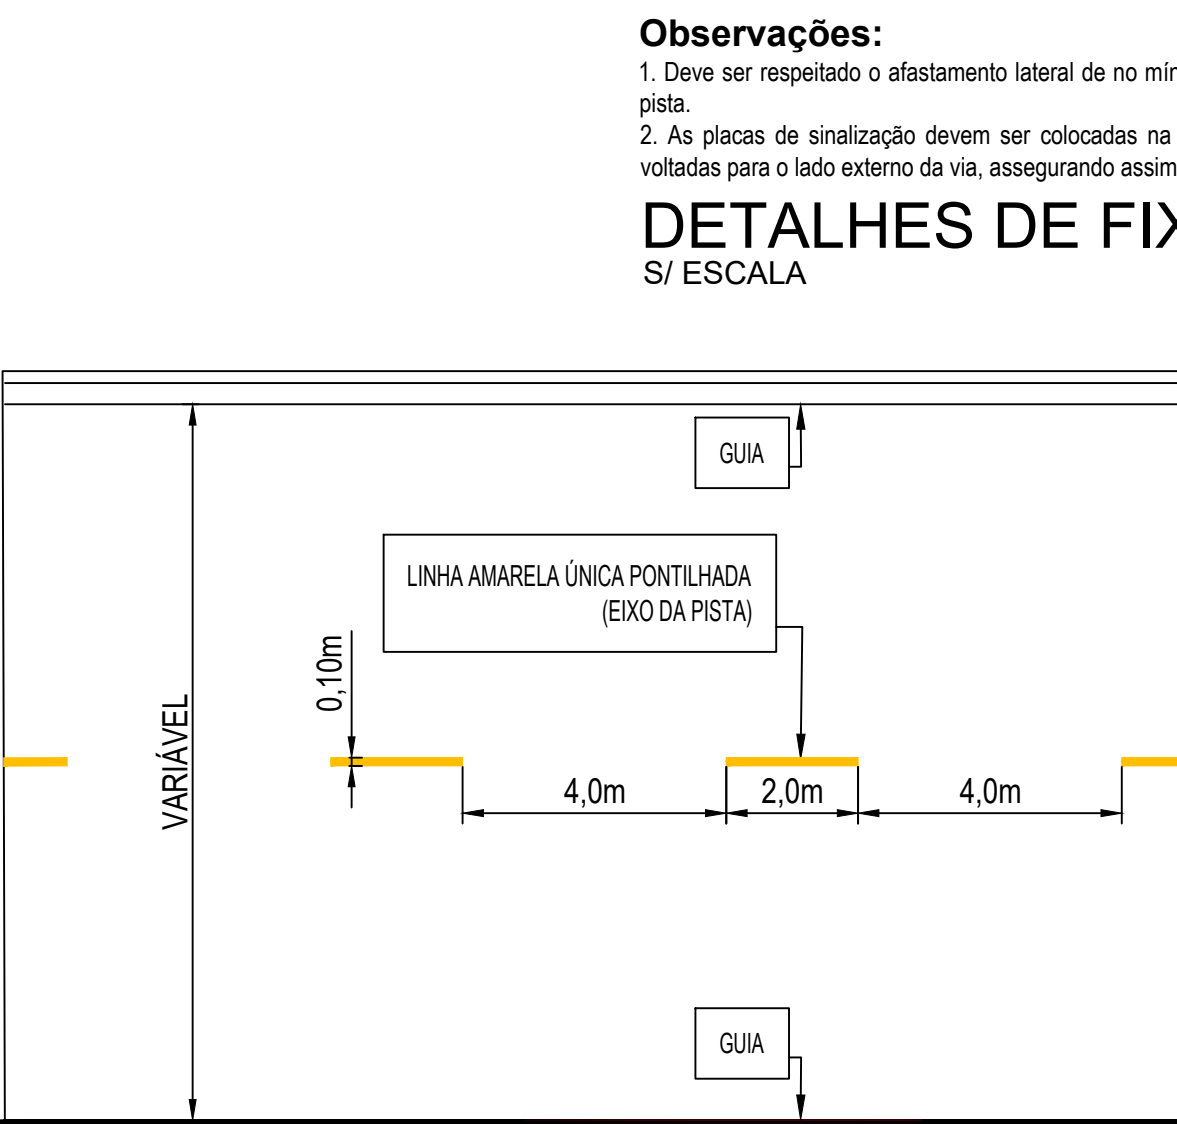 Observações:
1. Deve ser respeitado o afastamento lateral de no
pista.
2. As placas de sinalização devem ser colocadas na
voltadas para o lado externo da via, assegurando assim
DETALHES DE
S/ ESCALA
GUIA
LINHA AMARELA ÚNICA PONTILHADA
(EIXO DA PISTA)
0,10m
VARIÁVEL
4,0m
2,0m
4,0m
GUIA